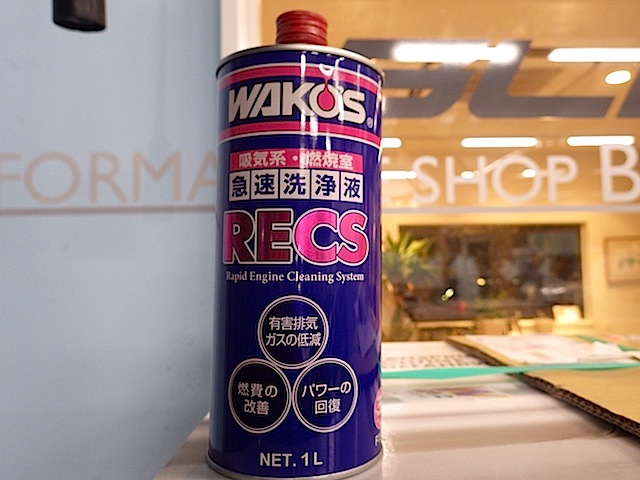 WAKO'S®
吸気系・燃焼室
急速洗浄液
RECS
Rapid Engine Cleaning System
有害排気
ガスの低減
燃費の
改善
パワーの
回復
NET.1L
FORMA
SHOP B